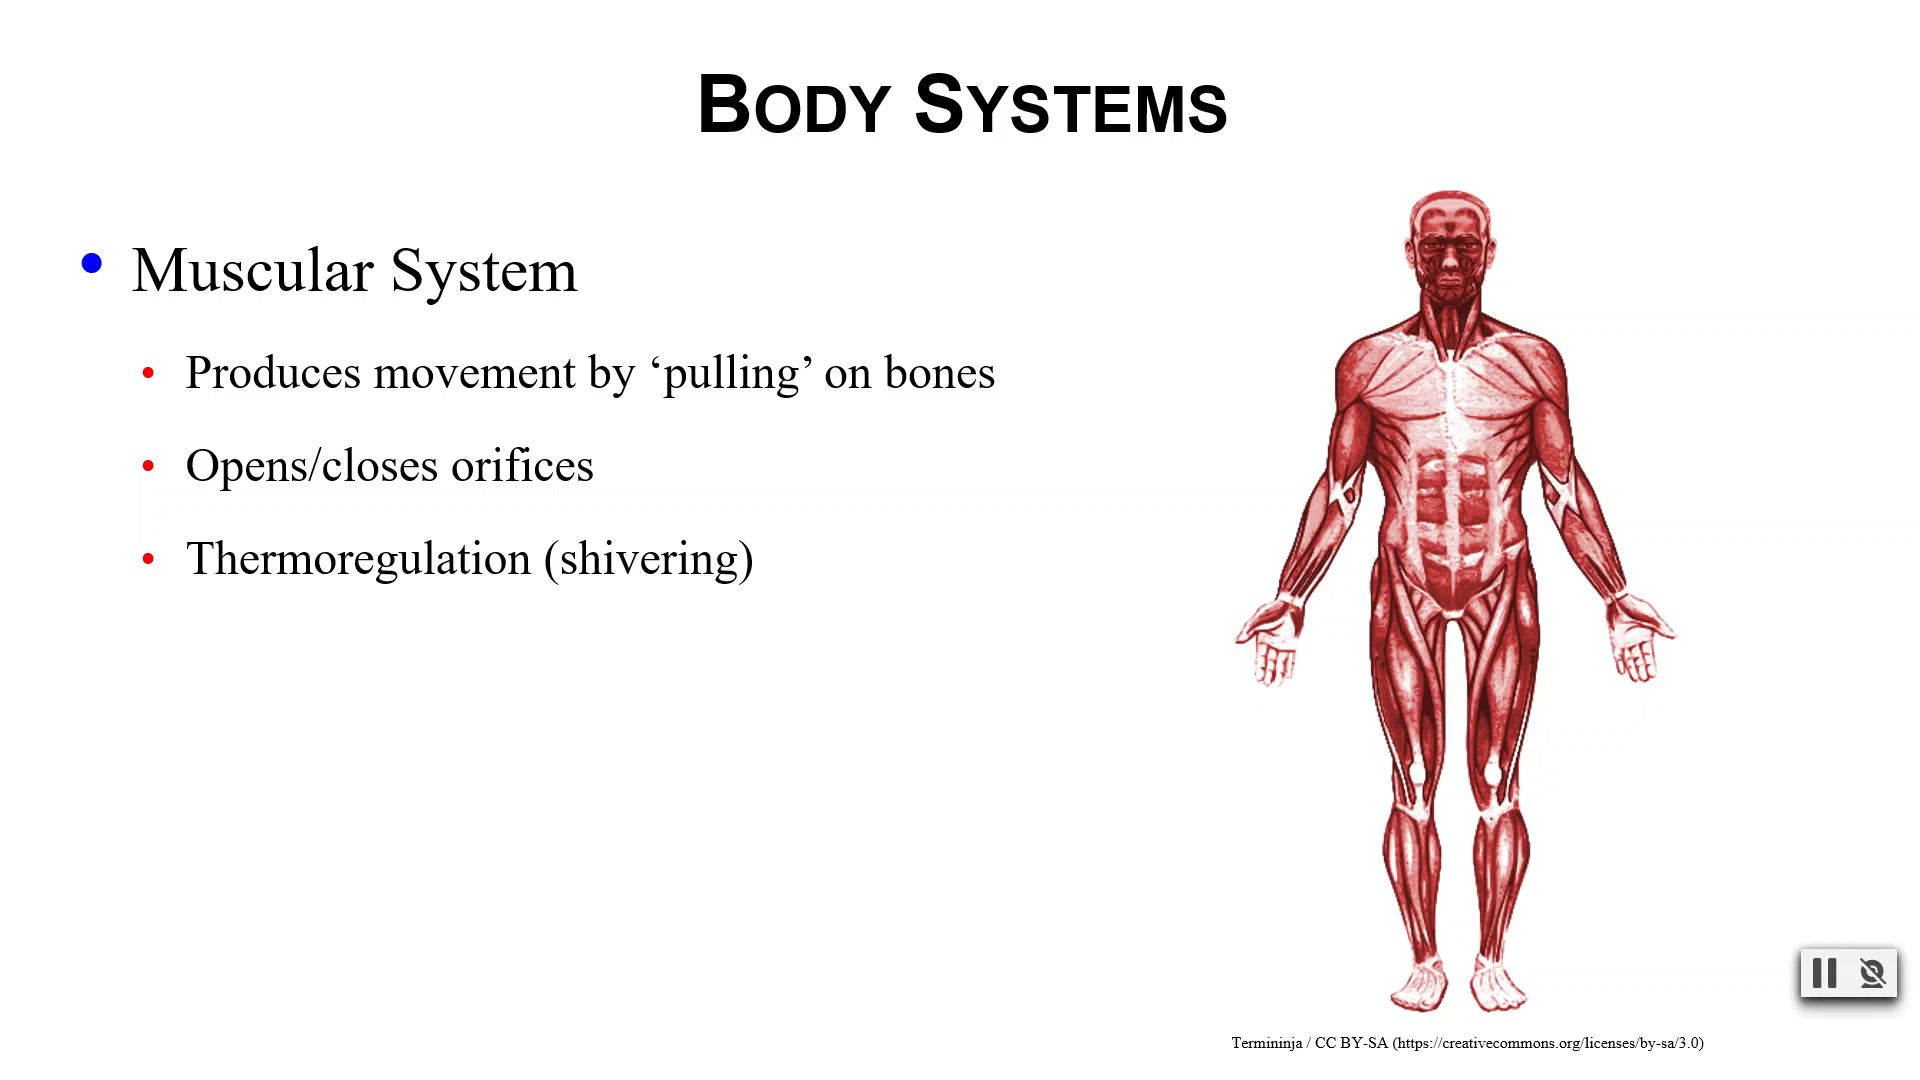 BODY SYSTEMS
Muscular System
Produces movement by ‘pulling’ on bones
Opens/closes orifices
Thermoregulation (shivering)
Termininja / CC BY-SA (https://creativecommons.org/licenses/by-sa/3.0)